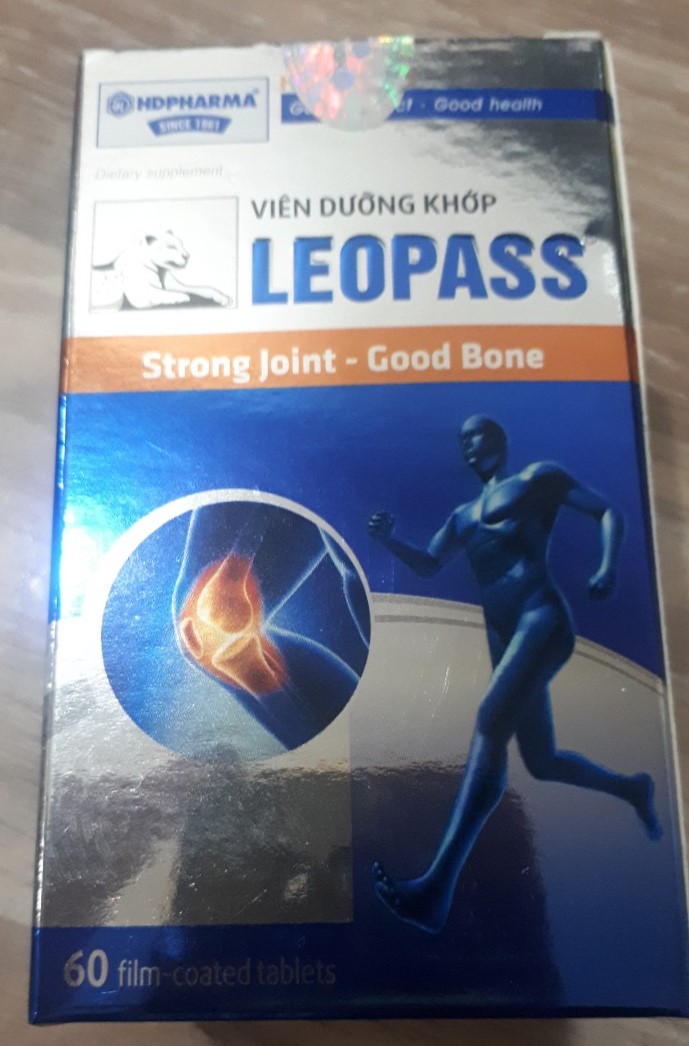 HDPHARMA
SINCE 1961
ct - Good health
Dietary supplement
VIÊN DƯỠNG KHỚP
LEOPASS
Strong Joint - Good Bone
60 film-coated tablets